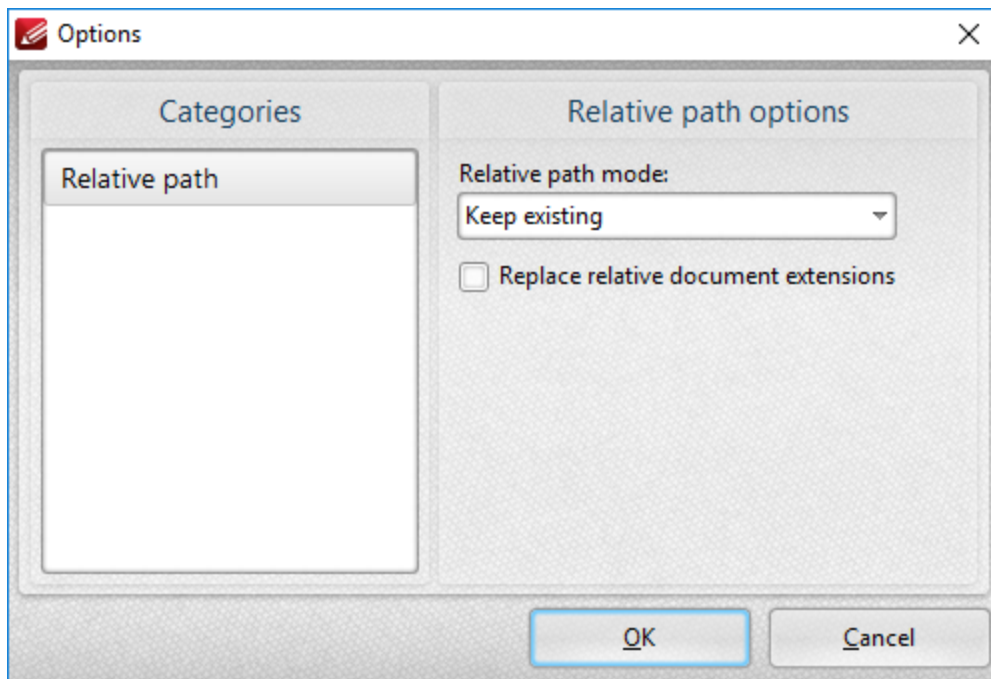 Options
Categories
Relative path
Relative path options
Relative path mode:
Keep existing
Replace relative document extensions
OK
Cancel